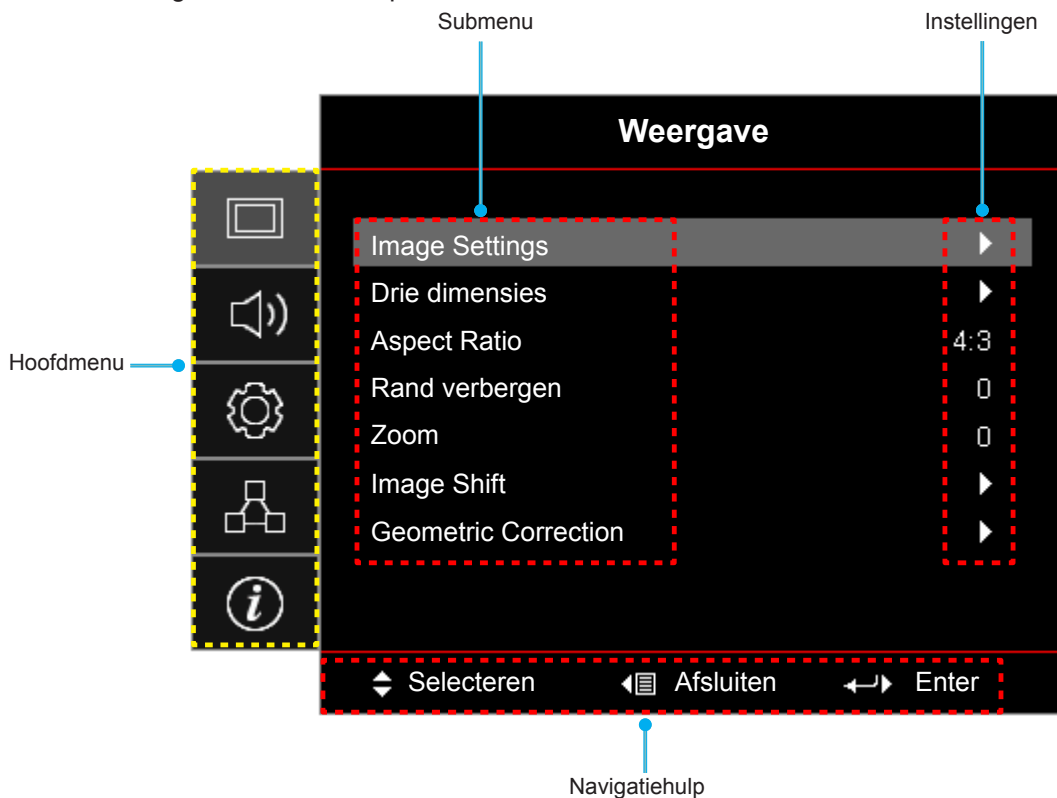 Submenu
Instellingen
Weergave
Image Settings
Drie dimensies
Aspect Ratio 4:3
Hoofdmenu
Rand verbergen 0
Zoom 0
Image Shift
Geometric Correction
i
Selecteren Afsluiten Enter
Navigatiehulp